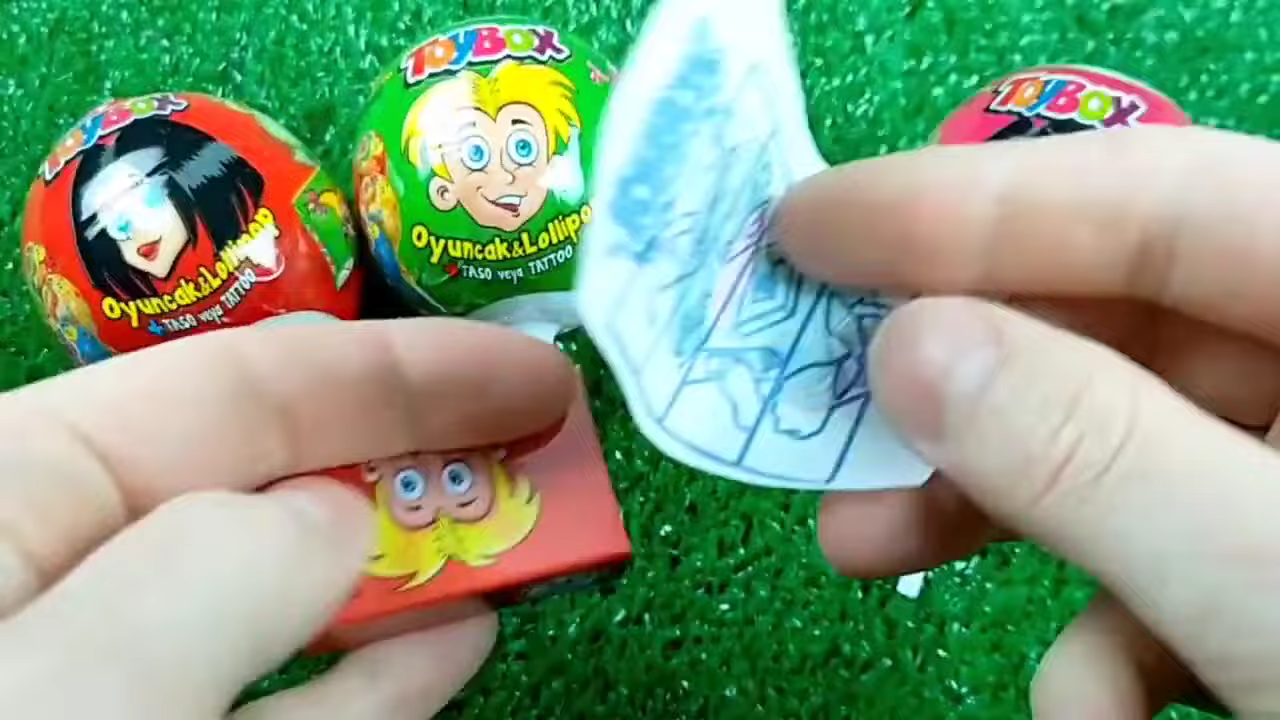 TOYBOX
Oyuncak&Lollipop
+ TASO veya TATTOO
TOYBOX
Oyuncak&Lollipo
TASO veya TATTOO
TOYBOX